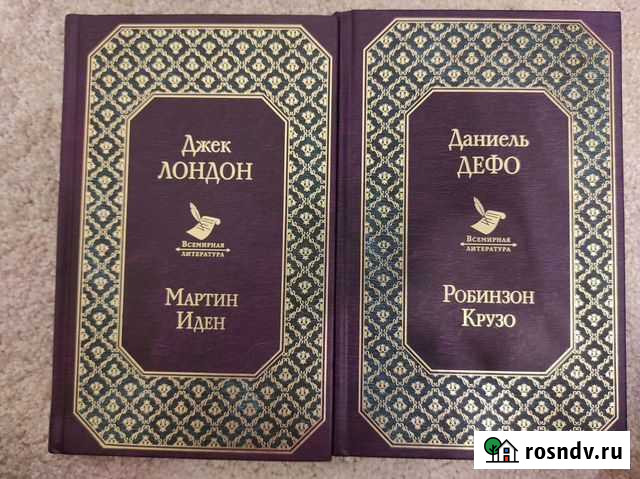 Джек
ЛОНДОН
Всемирная
литература
Мартин
Иден
Даниель
ДЕФО
Всемирная
литература
Робинзон
Крузо
rosndv.ru